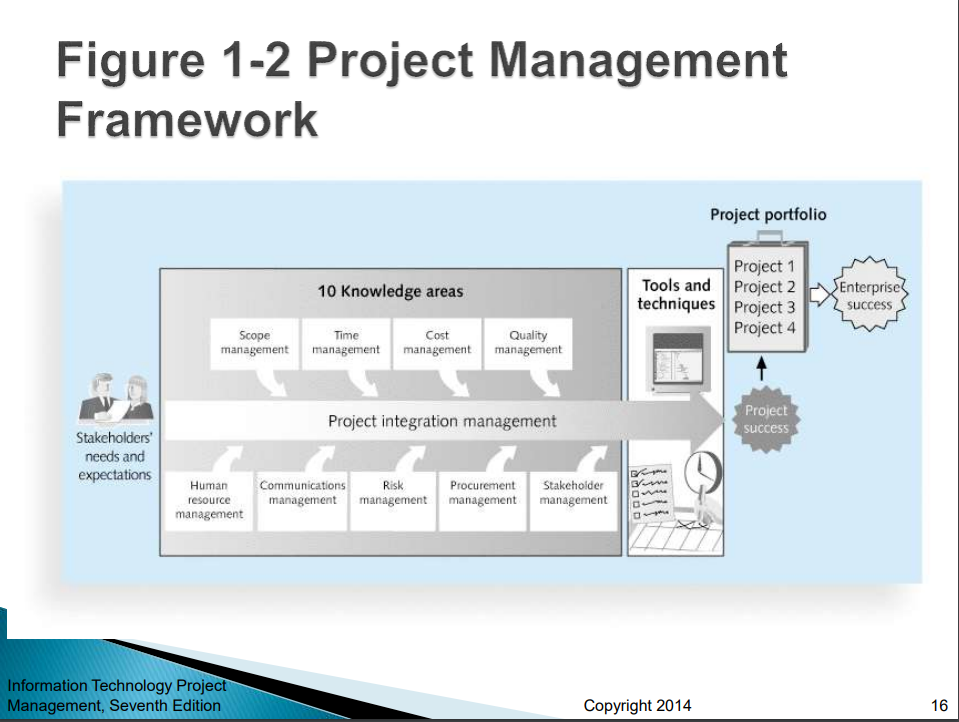 Figure 1-2 Project Management
Framework
Project portfolio
Project 1
Project 2
Project 3
Project 4
Enterprise
success
10 Knowledge areas
Tools and
techniques
Scope
management
Time
management
Cost
management
Quality
management
Stakeholders’
needs and
expectations
Project integration management
Project
success
Human
resource
management
Communications
management
Risk
management
Procurement
management
Stakeholder
management
Information Technology Project
Management, Seventh Edition
Copyright 2014
16